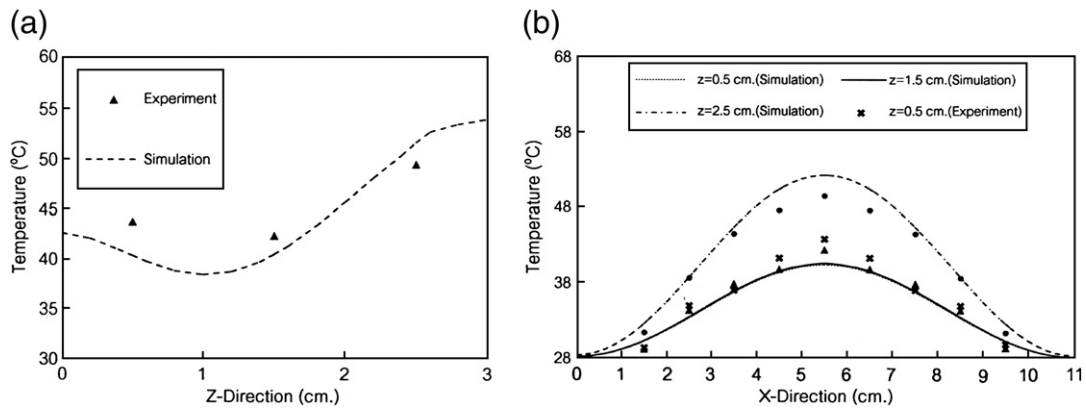 (a)
60
55
50
45
40
35
30
Temperature (ºC)
Experiment
Simulation
0 1 2 3
Z-Direction (cm.)
(b)
68
58
48
38
28
Temperature (ºC)
z=0.5 cm.(Simulation) z=1.5 cm.(Simulation)
z=2.5 cm.(Simulation) z=0.5 cm.(Experiment)
0 1 2 3 4 5 6 7 8 9 10 11
X-Direction (cm.)